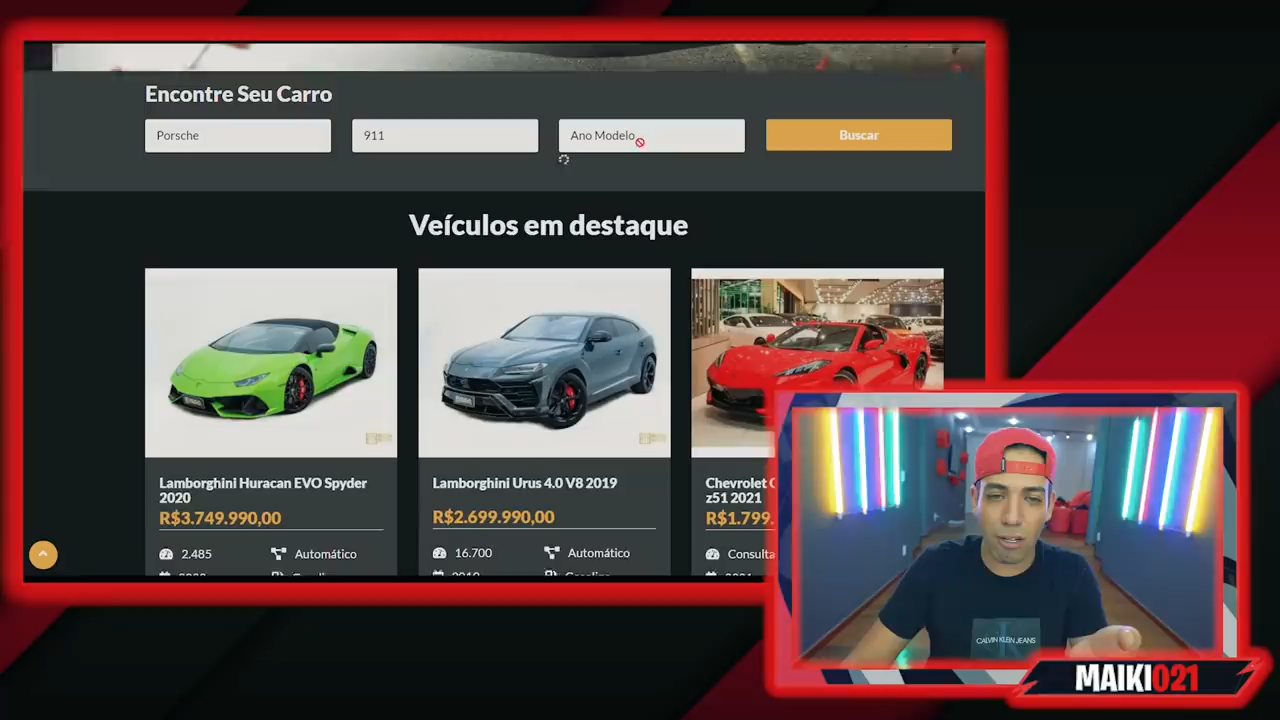 Encontre Seu Carro
Porsche
911
Ano Modelo
Buscar
Veículos em destaque
Lamborghini Huracan EVO Spyder
2020
R$3.749.990,00
2.485
Automático
Lamborghini Urus 4.0 V8 2019
R$2.699.990,00
16.700
Automático
Chevrolet
z51 2021
R$1.799.
Consulta
CALVIN KLEIN JEANS
MAIKI021